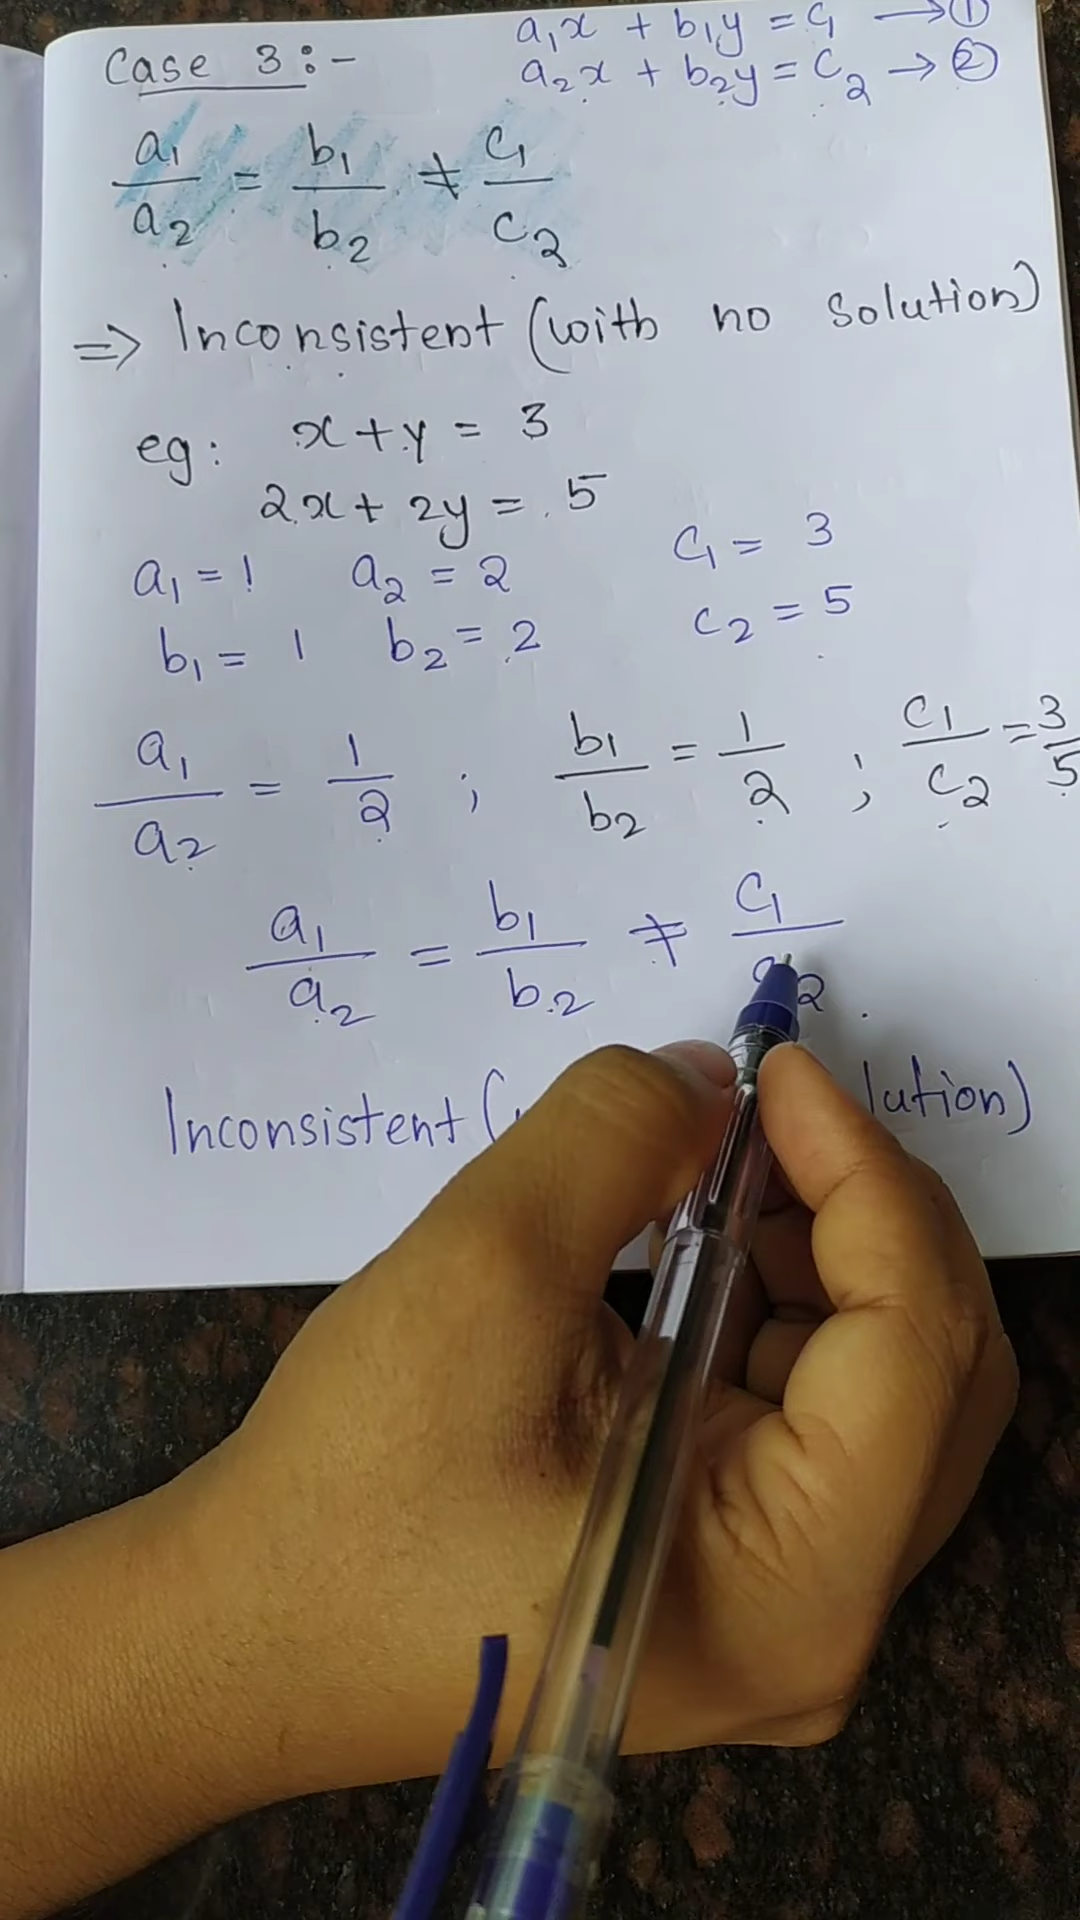 a₁x + b₁y = c₁ → ①
Case 3:-
a₂x + b₂y = c₂ → ②
a₁/a₂ = b₁/b₂ ≠ c₁/c₂
⇒ Inconsistent (with no solution)
eg: x + y = 3
2x + 2y = 5
a₁ = 1 a₂ = 2 c₁ = 3
b₁ = 1 b₂ = 2 c₂ = 5
a₁/a₂ = 1/2 ; b₁/b₂ = 1/2 ; c₁/c₂ = 3/5
a₁/a₂ = b₁/b₂ ≠ c₁/c₂
Inconsistent ( lution)